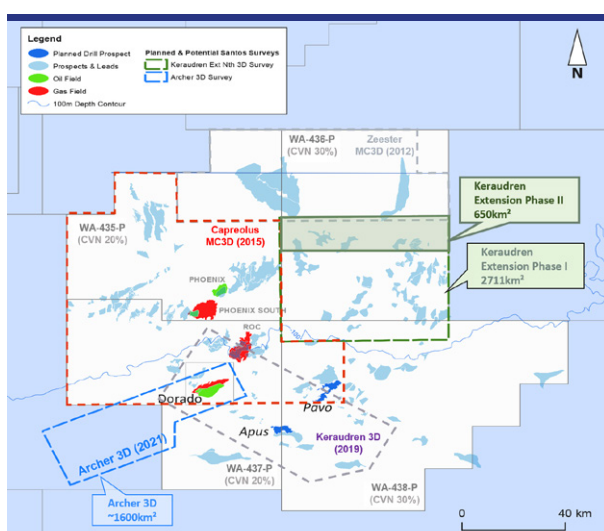 Legend
Planned Drill Prospect
Prospects & Leads
Oil Field
Gas Field
100m Depth Contour
Planned & Potential Santos Surveys
Keraudren Ext Nth 3D Survey
Archer 3D Survey
N
WA-436-P
(CVN 30%)
Zeester
MC3D (2012)
Keraudren
Extension Phase II
650km²
WA-435-P
(CVN 20%)
Capreolus
MC3D (2015)
Keraudren
Extension Phase I
2711km²
PHOENIX
PHOENIX SOUTH
ROC
Dorado
Pavo
Apus
Keraudren 3D
(2019)
Archer 3D (2021)
WA-437-P
(CVN 20%)
WA-438-P
(CVN 30%)
Archer 3D
~1600km²
0
40 km